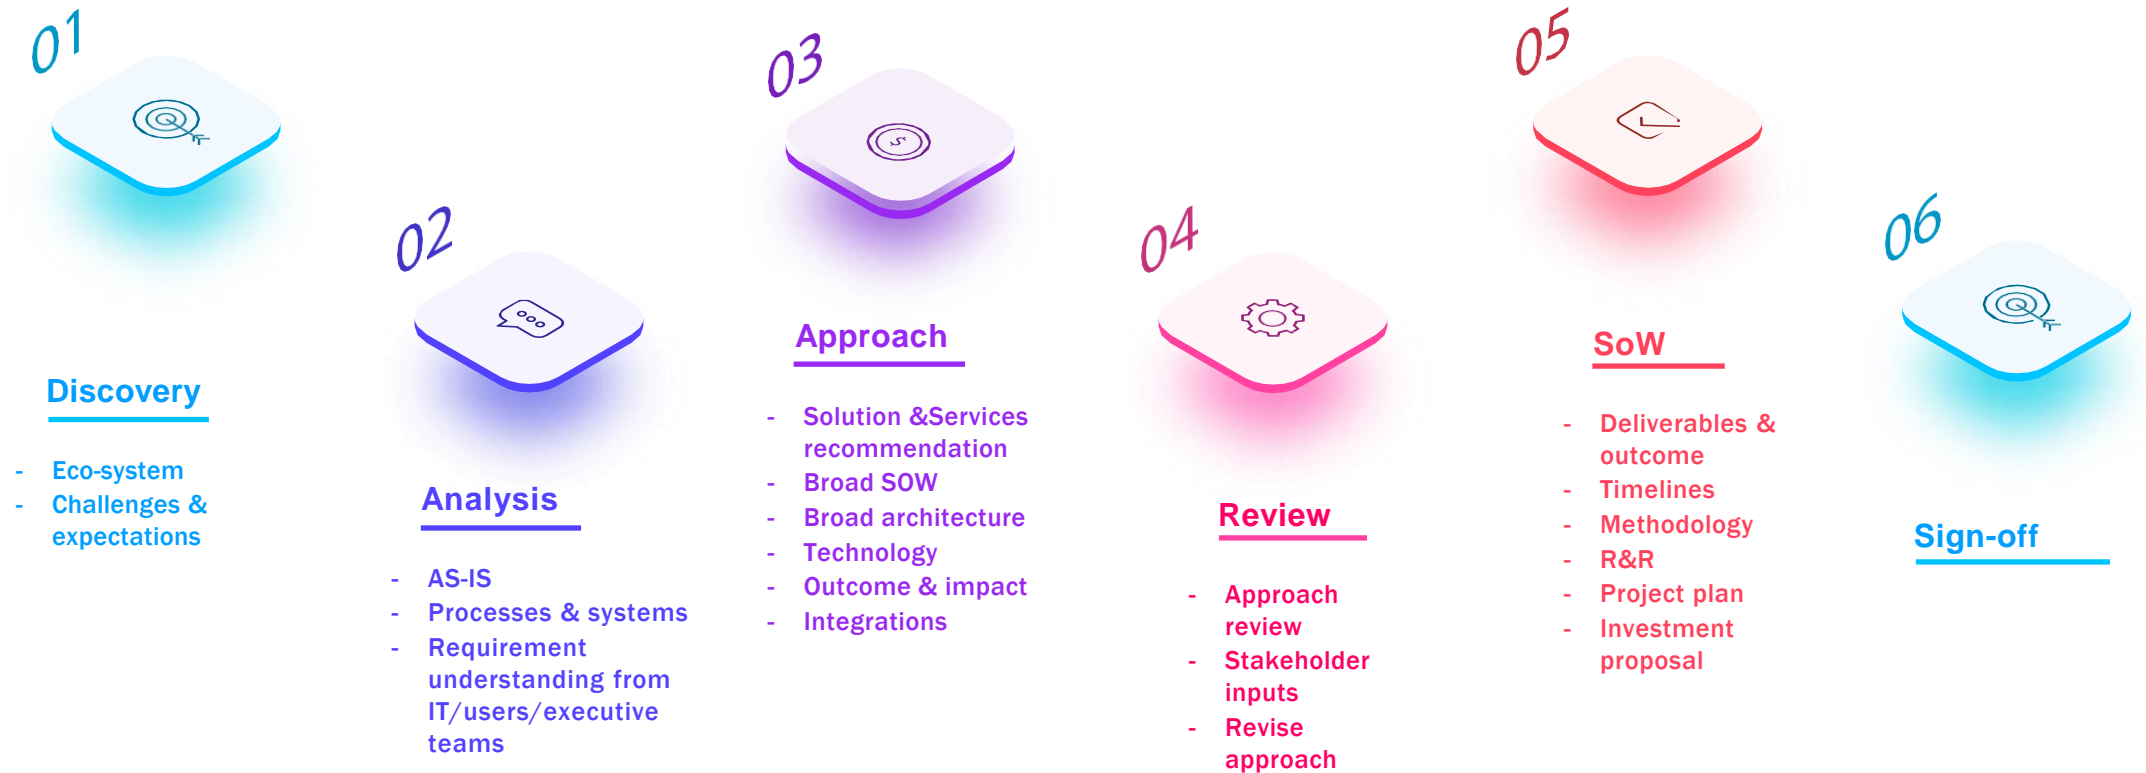 01
Discovery
- Eco-system
- Challenges &
expectations
02
Analysis
- AS-IS
- Processes & systems
- Requirement
understanding from
IT/users/executive
teams
03
$
Approach
- Solution &Services
recommendation
- Broad SOW
- Broad architecture
- Technology
- Outcome & impact
- Integrations
04
Review
- Approach
review
- Stakeholder
inputs
- Revise
approach
05
SoW
- Deliverables &
outcome
- Timelines
- Methodology
- R&R
- Project plan
- Investment
proposal
06
Sign-off